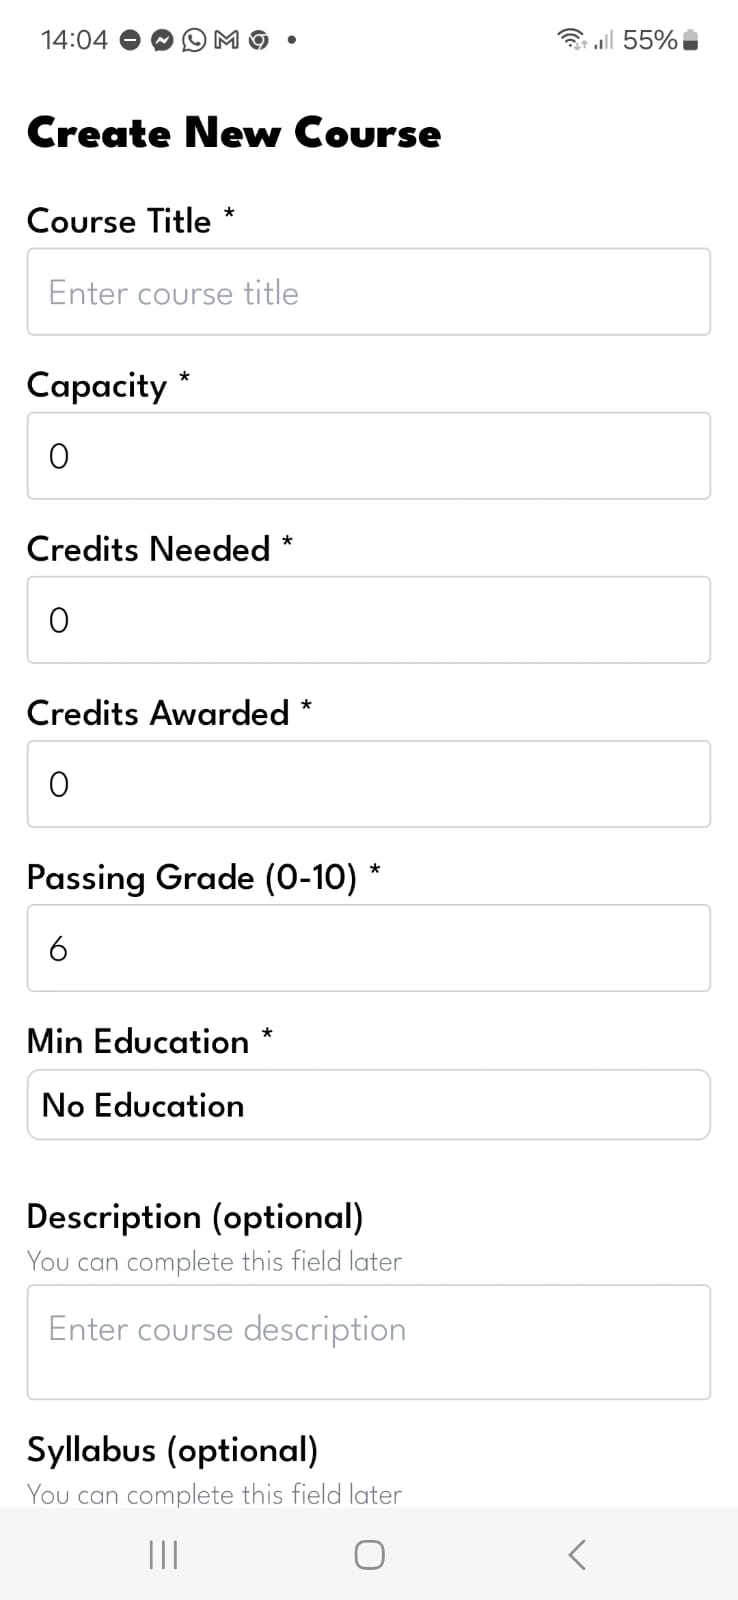 14:04
55%
Create New Course
Course Title *
Enter course title
Capacity *
0
Credits Needed *
0
Credits Awarded *
0
Passing Grade (0-10) *
6
Min Education *
No Education
Description (optional)
You can complete this field later
Enter course description
Syllabus (optional)
You can complete this field later